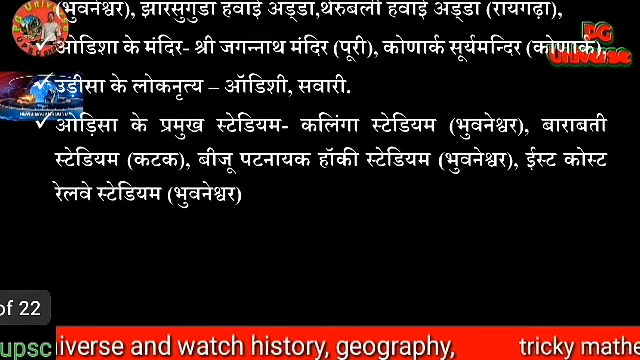 (भुवनेश्वर), झारसुगुडा हवाई अड्डा,थेरुबली हवाई अड्डा (रायगढ़ा),
✓ ओडिशा के मंदिर- श्री जगन्नाथ मंदिर (पूरी), कोणार्क सूर्यमन्दिर (कोणार्क),
PG Universe
✓ उड़ीसा के लोकनृत्य – ऑडिशी, सवारी.
✓ ओड़िसा के प्रमुख स्टेडियम- कलिंगा स्टेडियम (भुवनेश्वर), बाराबती
स्टेडियम (कटक), बीजू पटनायक हॉकी स्टेडियम (भुवनेश्वर), ईस्ट कोस्ट
रेलवे स्टेडियम (भुवनेश्वर)
of 22
upsc iverse and watch history, geography, tricky mathe